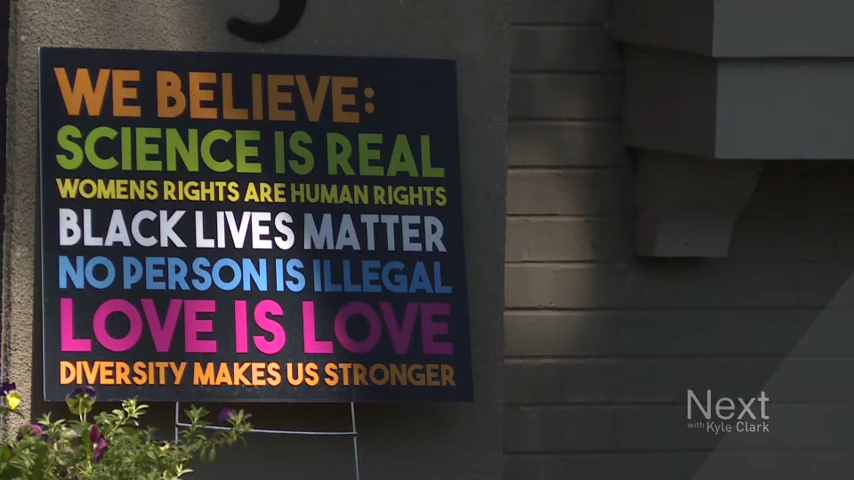 WE BELIEVE:
SCIENCE IS REAL
WOMENS RIGHTS ARE HUMAN RIGHTS
BLACK LIVES MATTER
NO PERSON IS ILLEGAL
LOVE IS LOVE
DIVERSITY MAKES US STRONGER
Next
with Kyle Clark